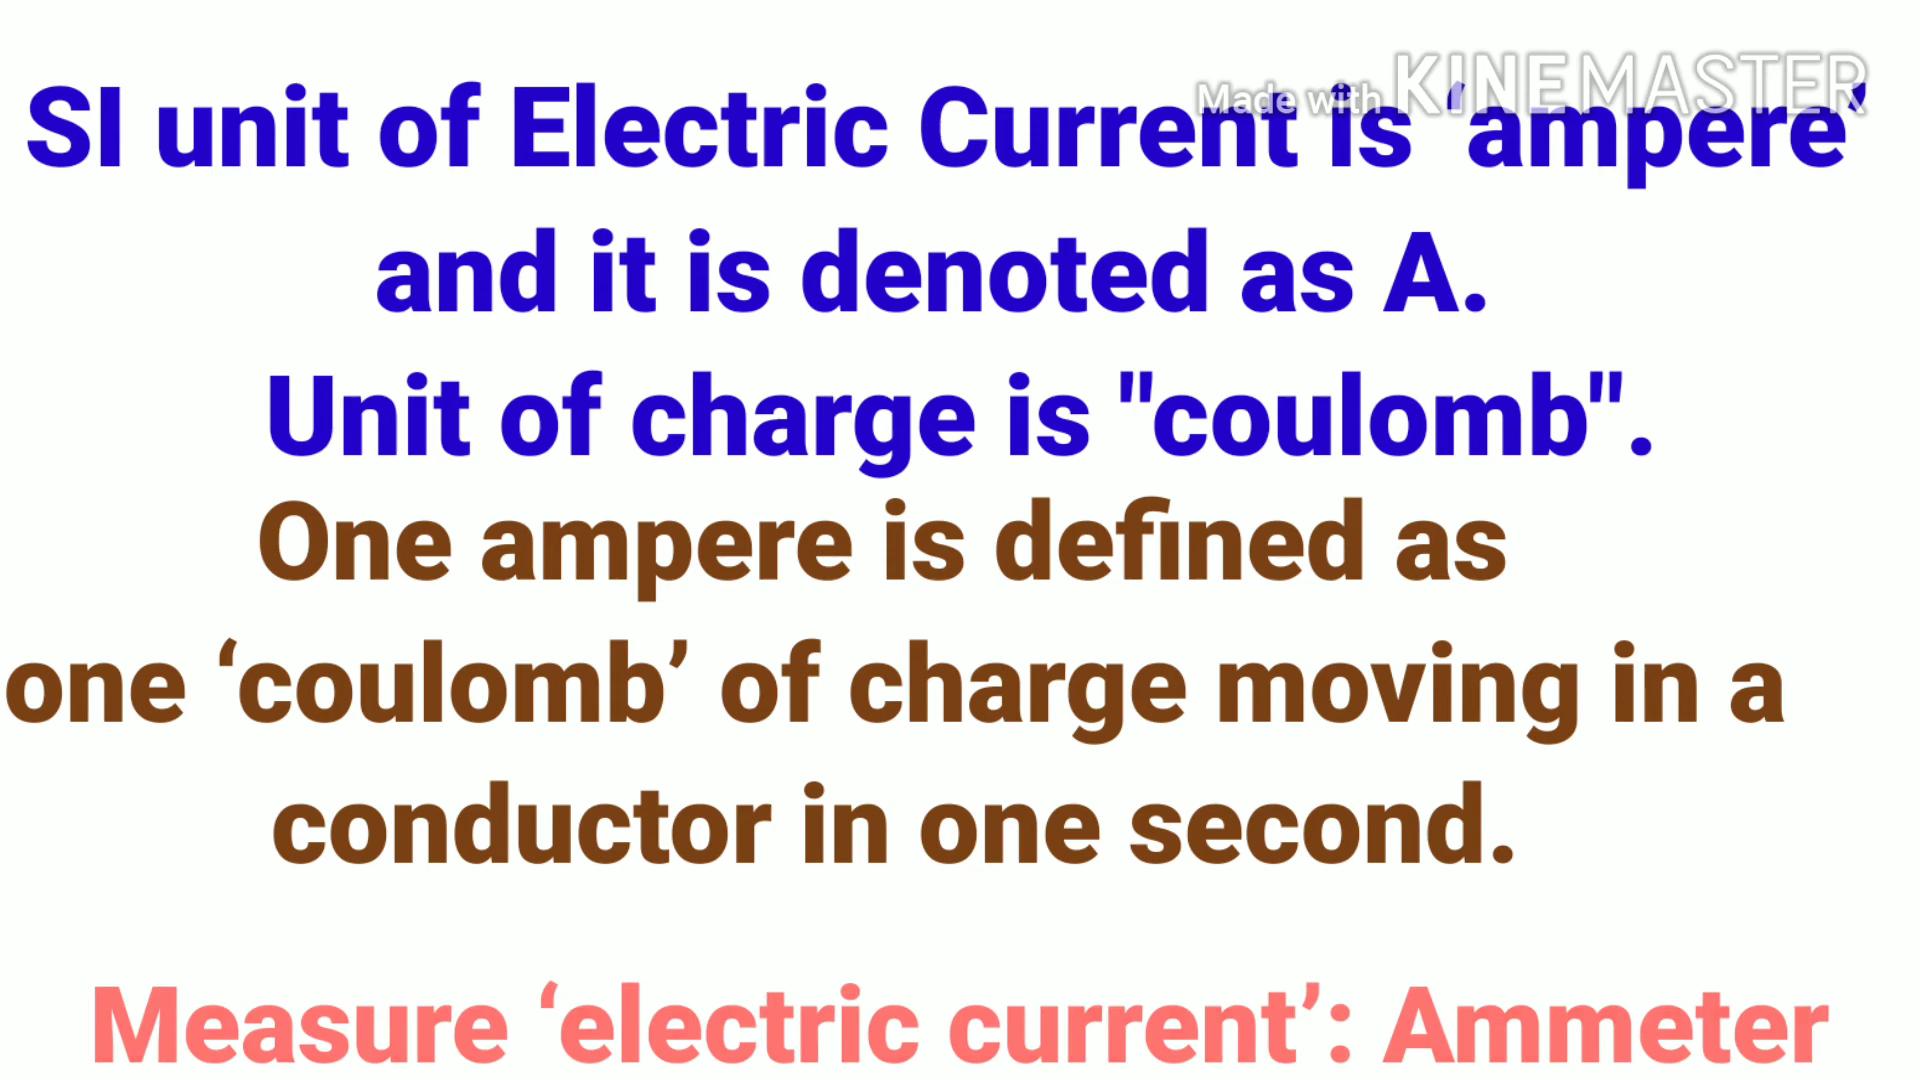 Made with KINEMASTER
SI unit of Electric Current is ‘ampere’
and it is denoted as A.
Unit of charge is "coulomb".
One ampere is defined as
one ‘coulomb’ of charge moving in a
conductor in one second.
Measure ‘electric current’: Ammeter